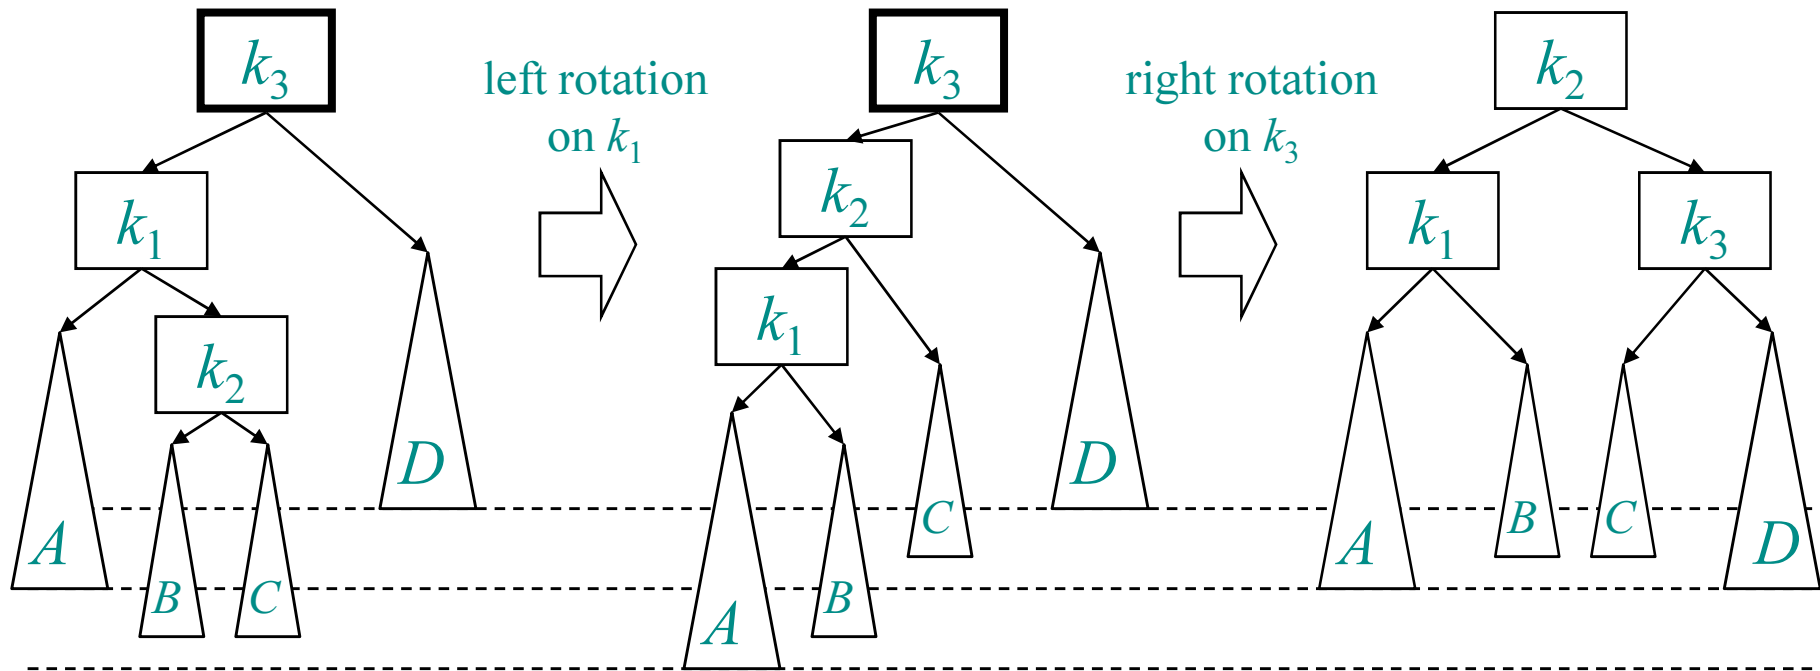 k₃
k₁
k₂
A
B
C
D
left rotation
on k₁
k₃
k₂
k₁
A
B
C
D
right rotation
on k₃
k₂
k₁
k₃
A
B
C
D